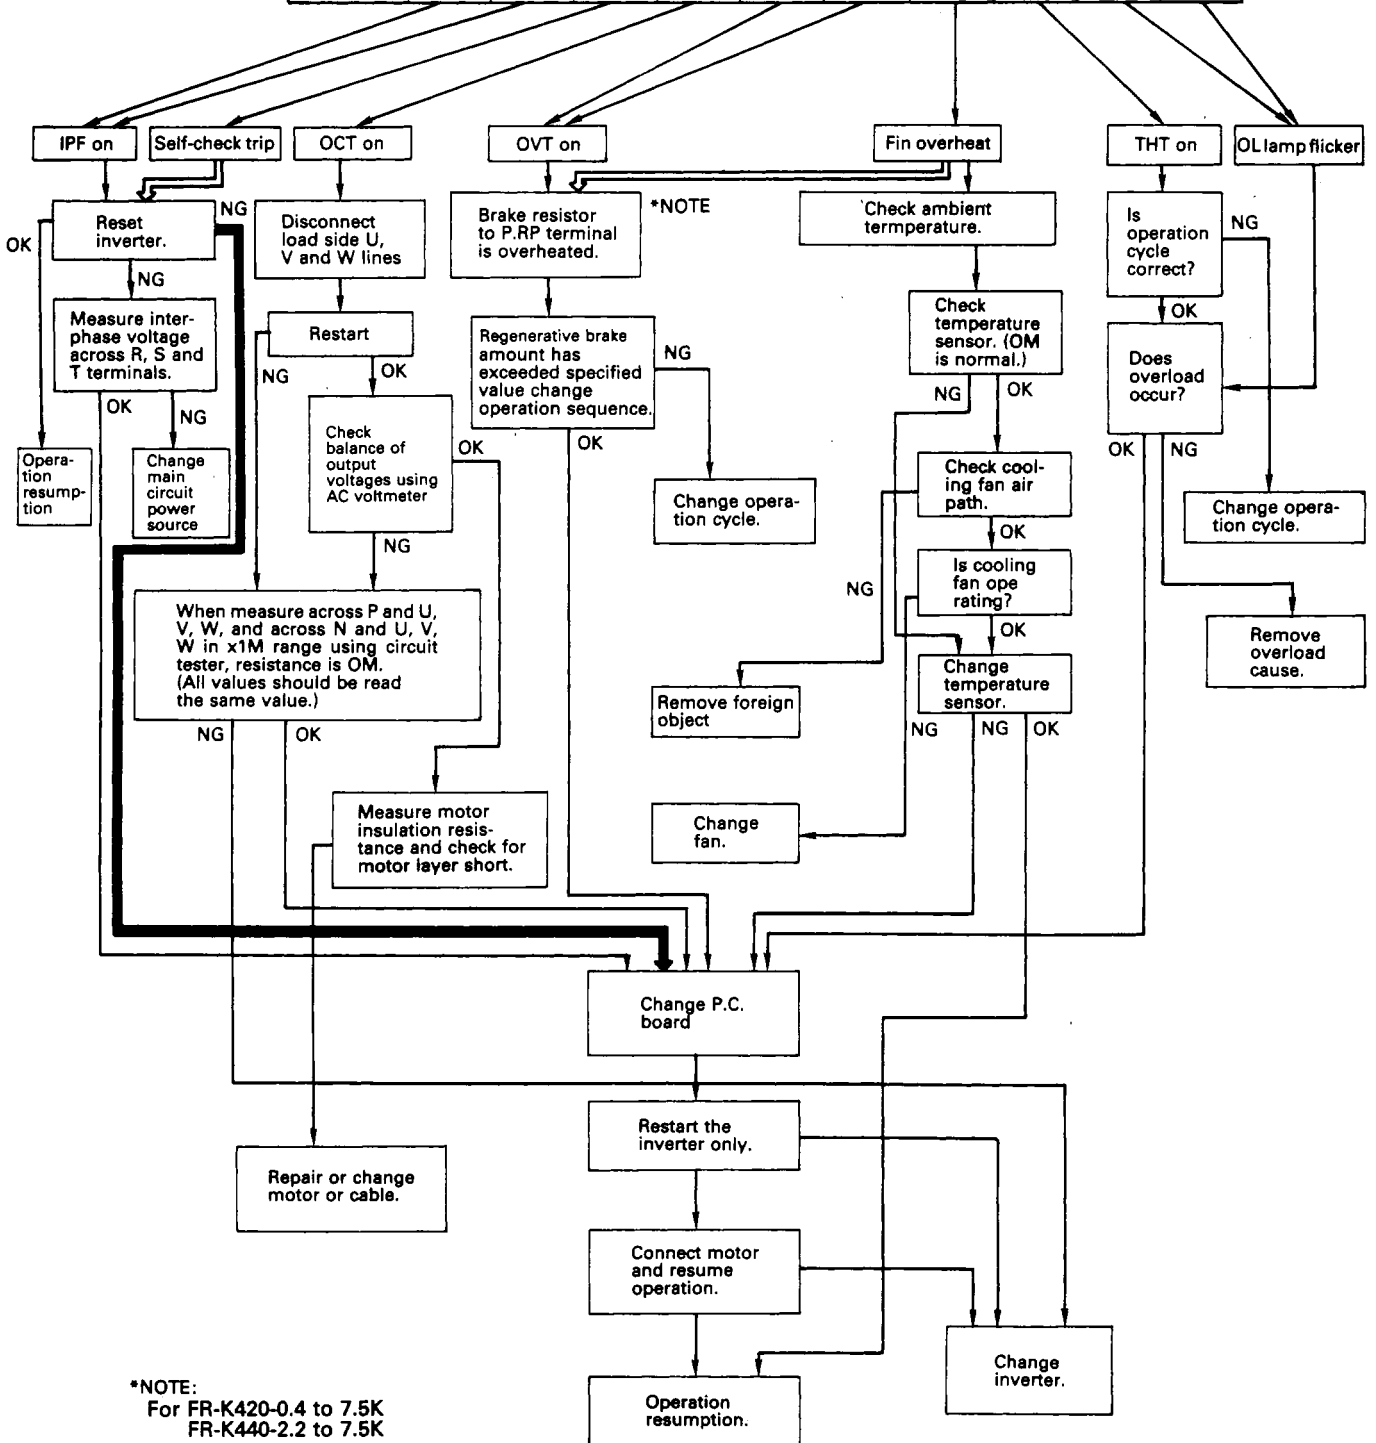 IPF on
Self-check trip
OCT on
OVT on
Fin overheat
THT on
OL lamp flicker
Reset
inverter.
NG
OK
NG
Disconnect
load side U,
V and W lines
Brake resistor
to P.RP terminal
is overheated.
*NOTE
Check ambient
termperature.
Is
operation
cycle
correct?
NG
OK
Measure inter-
phase voltage
across R, S and
T terminals.
OK
NG
Restart
NG
OK
Regenerative brake
amount has
exceeded specified
value change
operation sequence.
NG
OK
Check
temperature
sensor. (OM
is normal.)
NG
OK
Does
overload
occur?
OK
NG
Opera-
tion
resump-
tion
Change
main
circuit
power
source
Check
balance of
output
voltages using
AC voltmeter
OK
NG
Change opera-
tion cycle.
Check cool-
ing fan air
path.
OK
NG
Change opera-
tion cycle.
Is cooling
fan ope
rating?
OK
When measure across P and U,
V, W, and across N and U, V,
W in x1M range using circuit
tester, resistance is OM.
(All values should be read
the same value.)
NG
OK
Remove foreign
object
Change
temperature
sensor.
NG
NG
OK
Remove
overload
cause.
Measure motor
insulation resis-
tance and check for
motor layer short.
Change
fan.
Change P.C.
board
Restart the
inverter only.
Repair or change
motor or cable.
Connect motor
and resume
operation.
Change
inverter.
Operation
resumption.
*NOTE:
For FR-K420-0.4 to 7.5K
FR-K440-2.2 to 7.5K